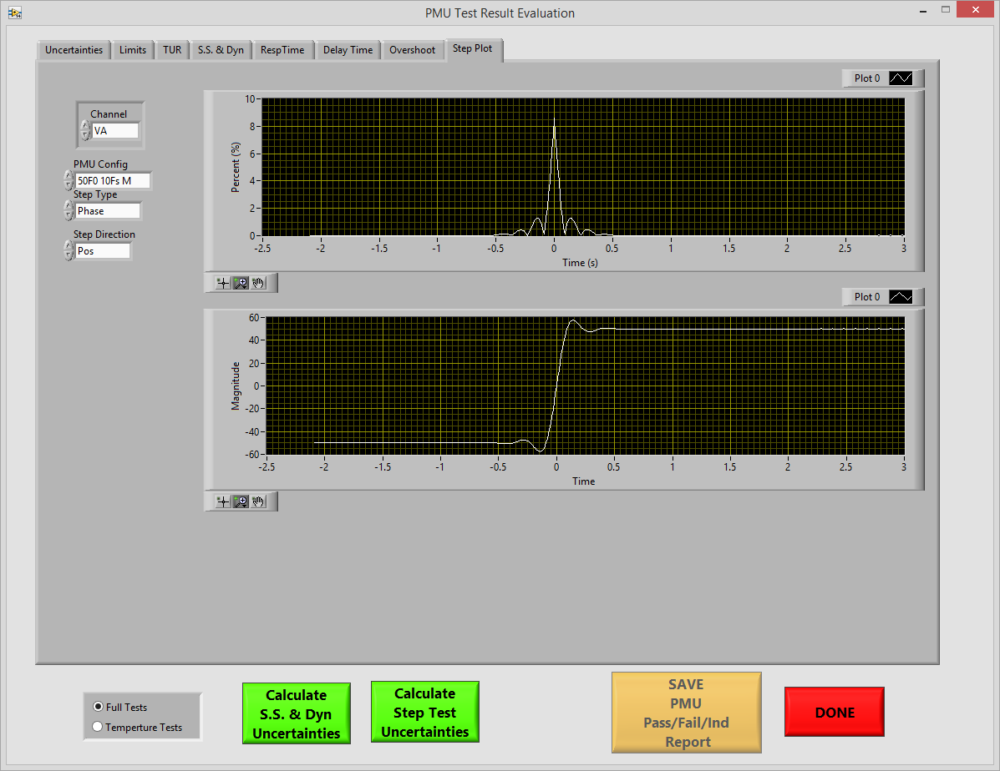 PMU Test Result Evaluation
Uncertainties Limits TUR S.S. & Dyn RespTime Delay Time Overshoot Step Plot
Plot 0
Channel
VA
PMU Config
50F0 10Fs M
Step Type
Phase
Step Direction
Pos
Percent (%)
10
8
6
4
2
0
-2.5 -2 -1.5 -1 -0.5 0 0.5 1 1.5 2 2.5 3
Time (s)
Plot 0
Magnitude
60
40
20
0
-20
-40
-60
-2.5 -2 -1.5 -1 -0.5 0 0.5 1 1.5 2 2.5 3
Time
Full Tests
Temperture Tests
Calculate
S.S. & Dyn
Uncertainties
Calculate
Step Test
Uncertainties
SAVE
PMU
Pass/Fail/Ind
Report
DONE